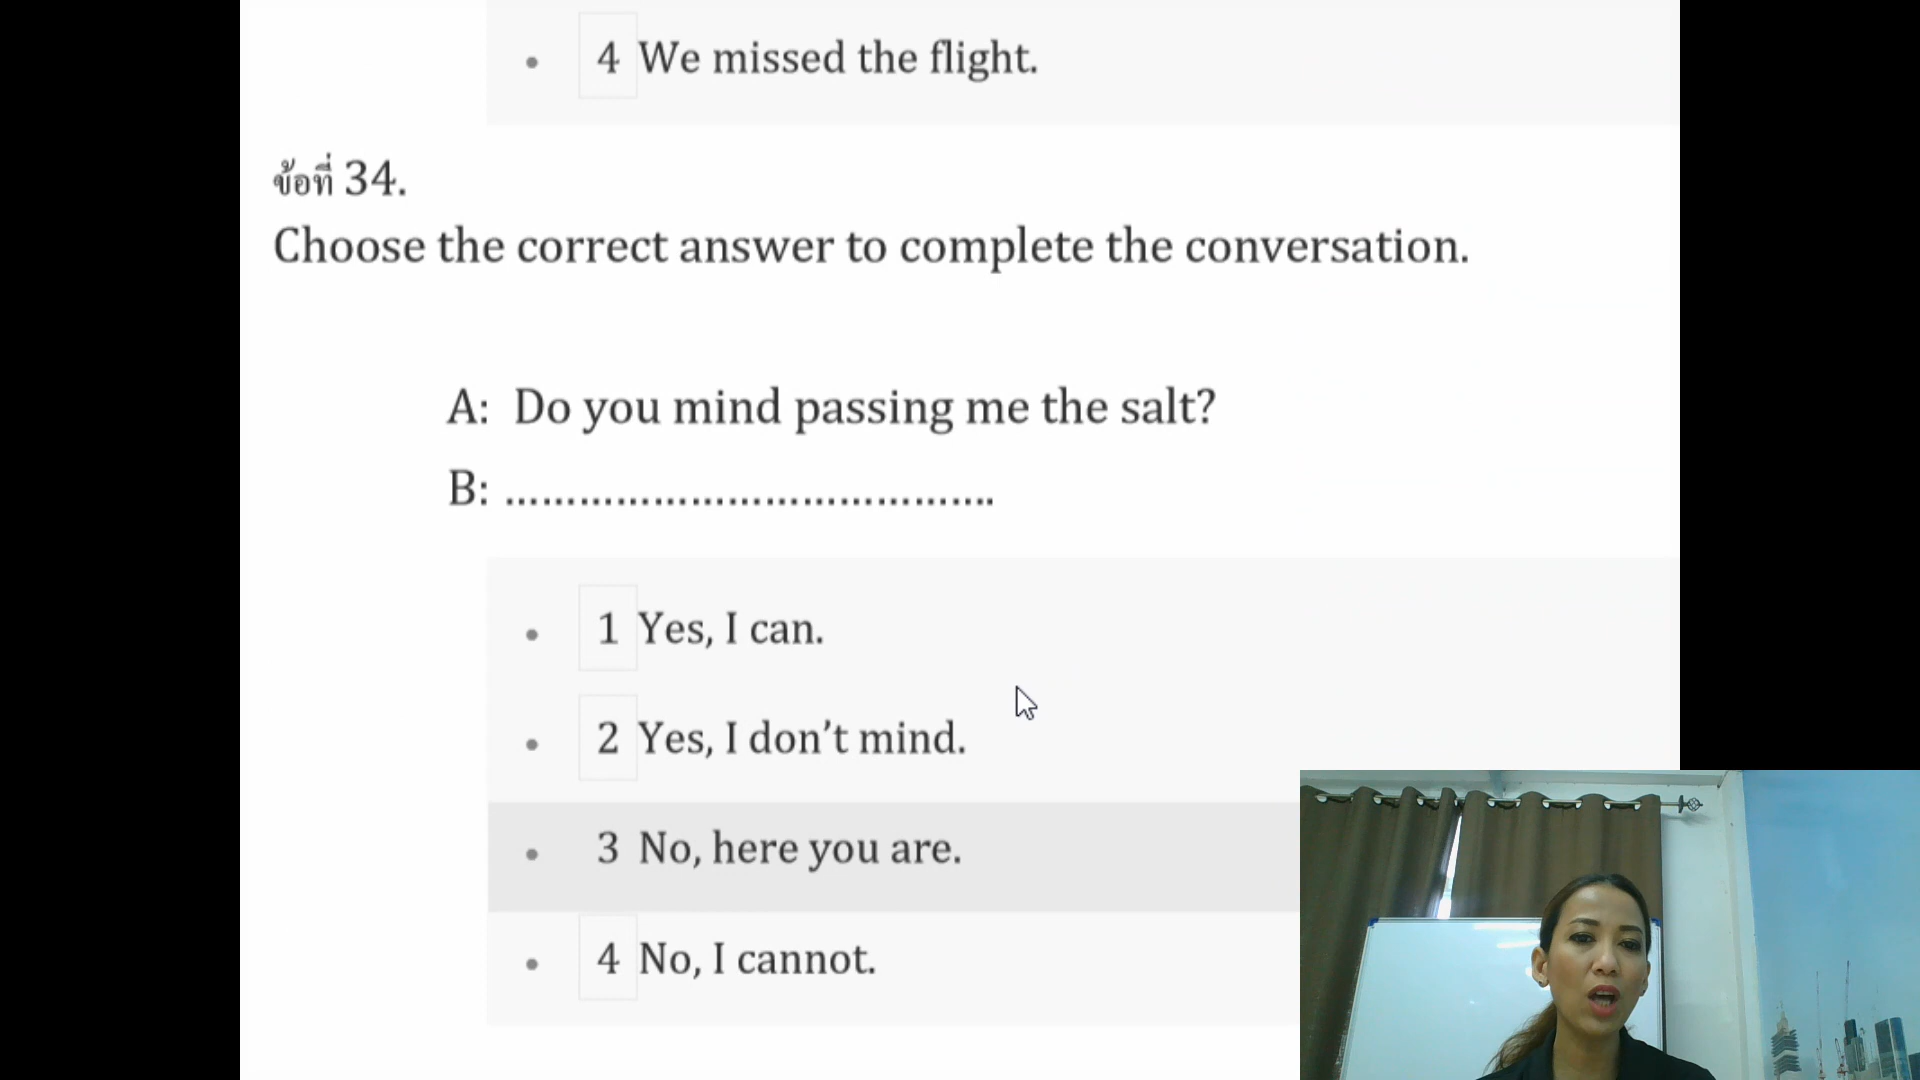 • 4 We missed the flight.
ข้อที่ 34.
Choose the correct answer to complete the conversation.
A: Do you mind passing me the salt?
B: ………………………………….
• 1 Yes, I can.
• 2 Yes, I don’t mind.
• 3 No, here you are.
• 4 No, I cannot.